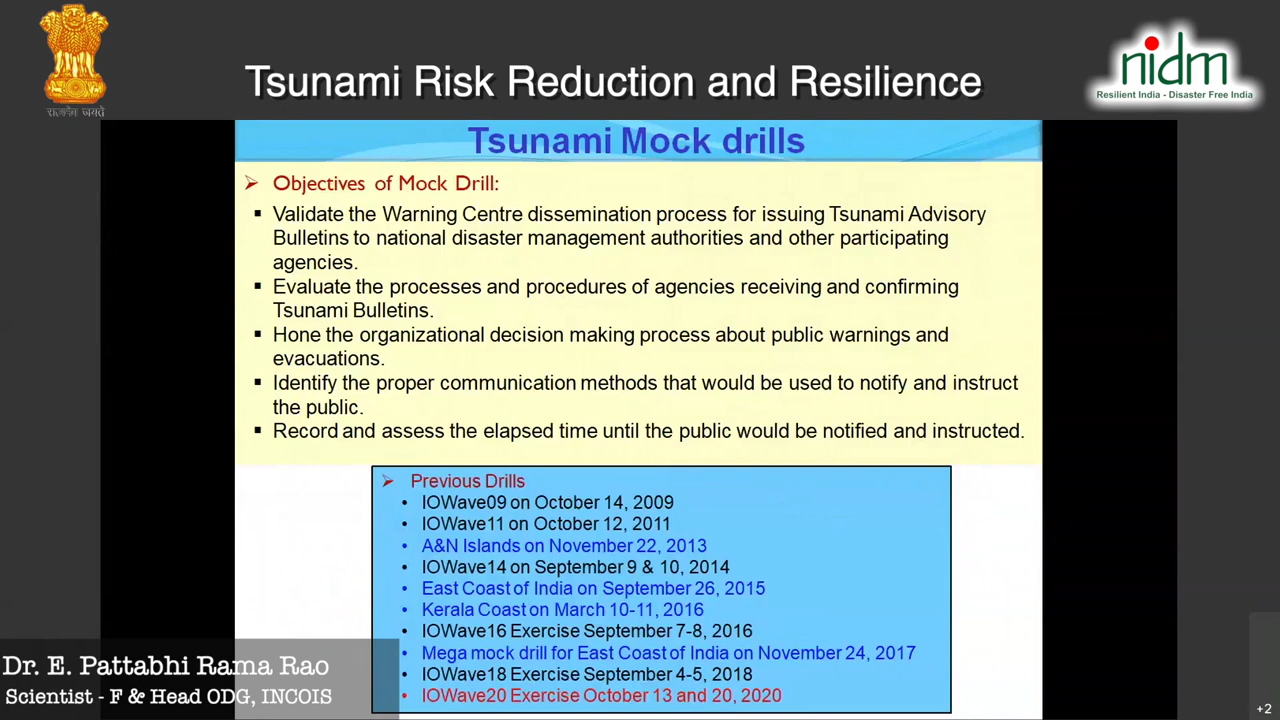 Tsunami Risk Reduction and Resilience
सत्यमेव जयते
nidm
Resilient India - Disaster Free India
Tsunami Mock drills
Objectives of Mock Drill:
Validate the Warning Centre dissemination process for issuing Tsunami Advisory
Bulletins to national disaster management authorities and other participating
agencies.
Evaluate the processes and procedures of agencies receiving and confirming
Tsunami Bulletins.
Hone the organizational decision making process about public warnings and
evacuations.
Identify the proper communication methods that would be used to notify and instruct
the public.
Record and assess the elapsed time until the public would be notified and instructed.
Previous Drills
IOWave09 on October 14, 2009
IOWave11 on October 12, 2011
A&N Islands on November 22, 2013
IOWave14 on September 9 & 10, 2014
East Coast of India on September 26, 2015
Kerala Coast on March 10-11, 2016
IOWave16 Exercise September 7-8, 2016
Mega mock drill for East Coast of India on November 24, 2017
IOWave18 Exercise September 4-5, 2018
IOWave20 Exercise October 13 and 20, 2020
Dr. E. Pattabhi Rama Rao
Scientist - F & Head ODG, INCOIS
+2